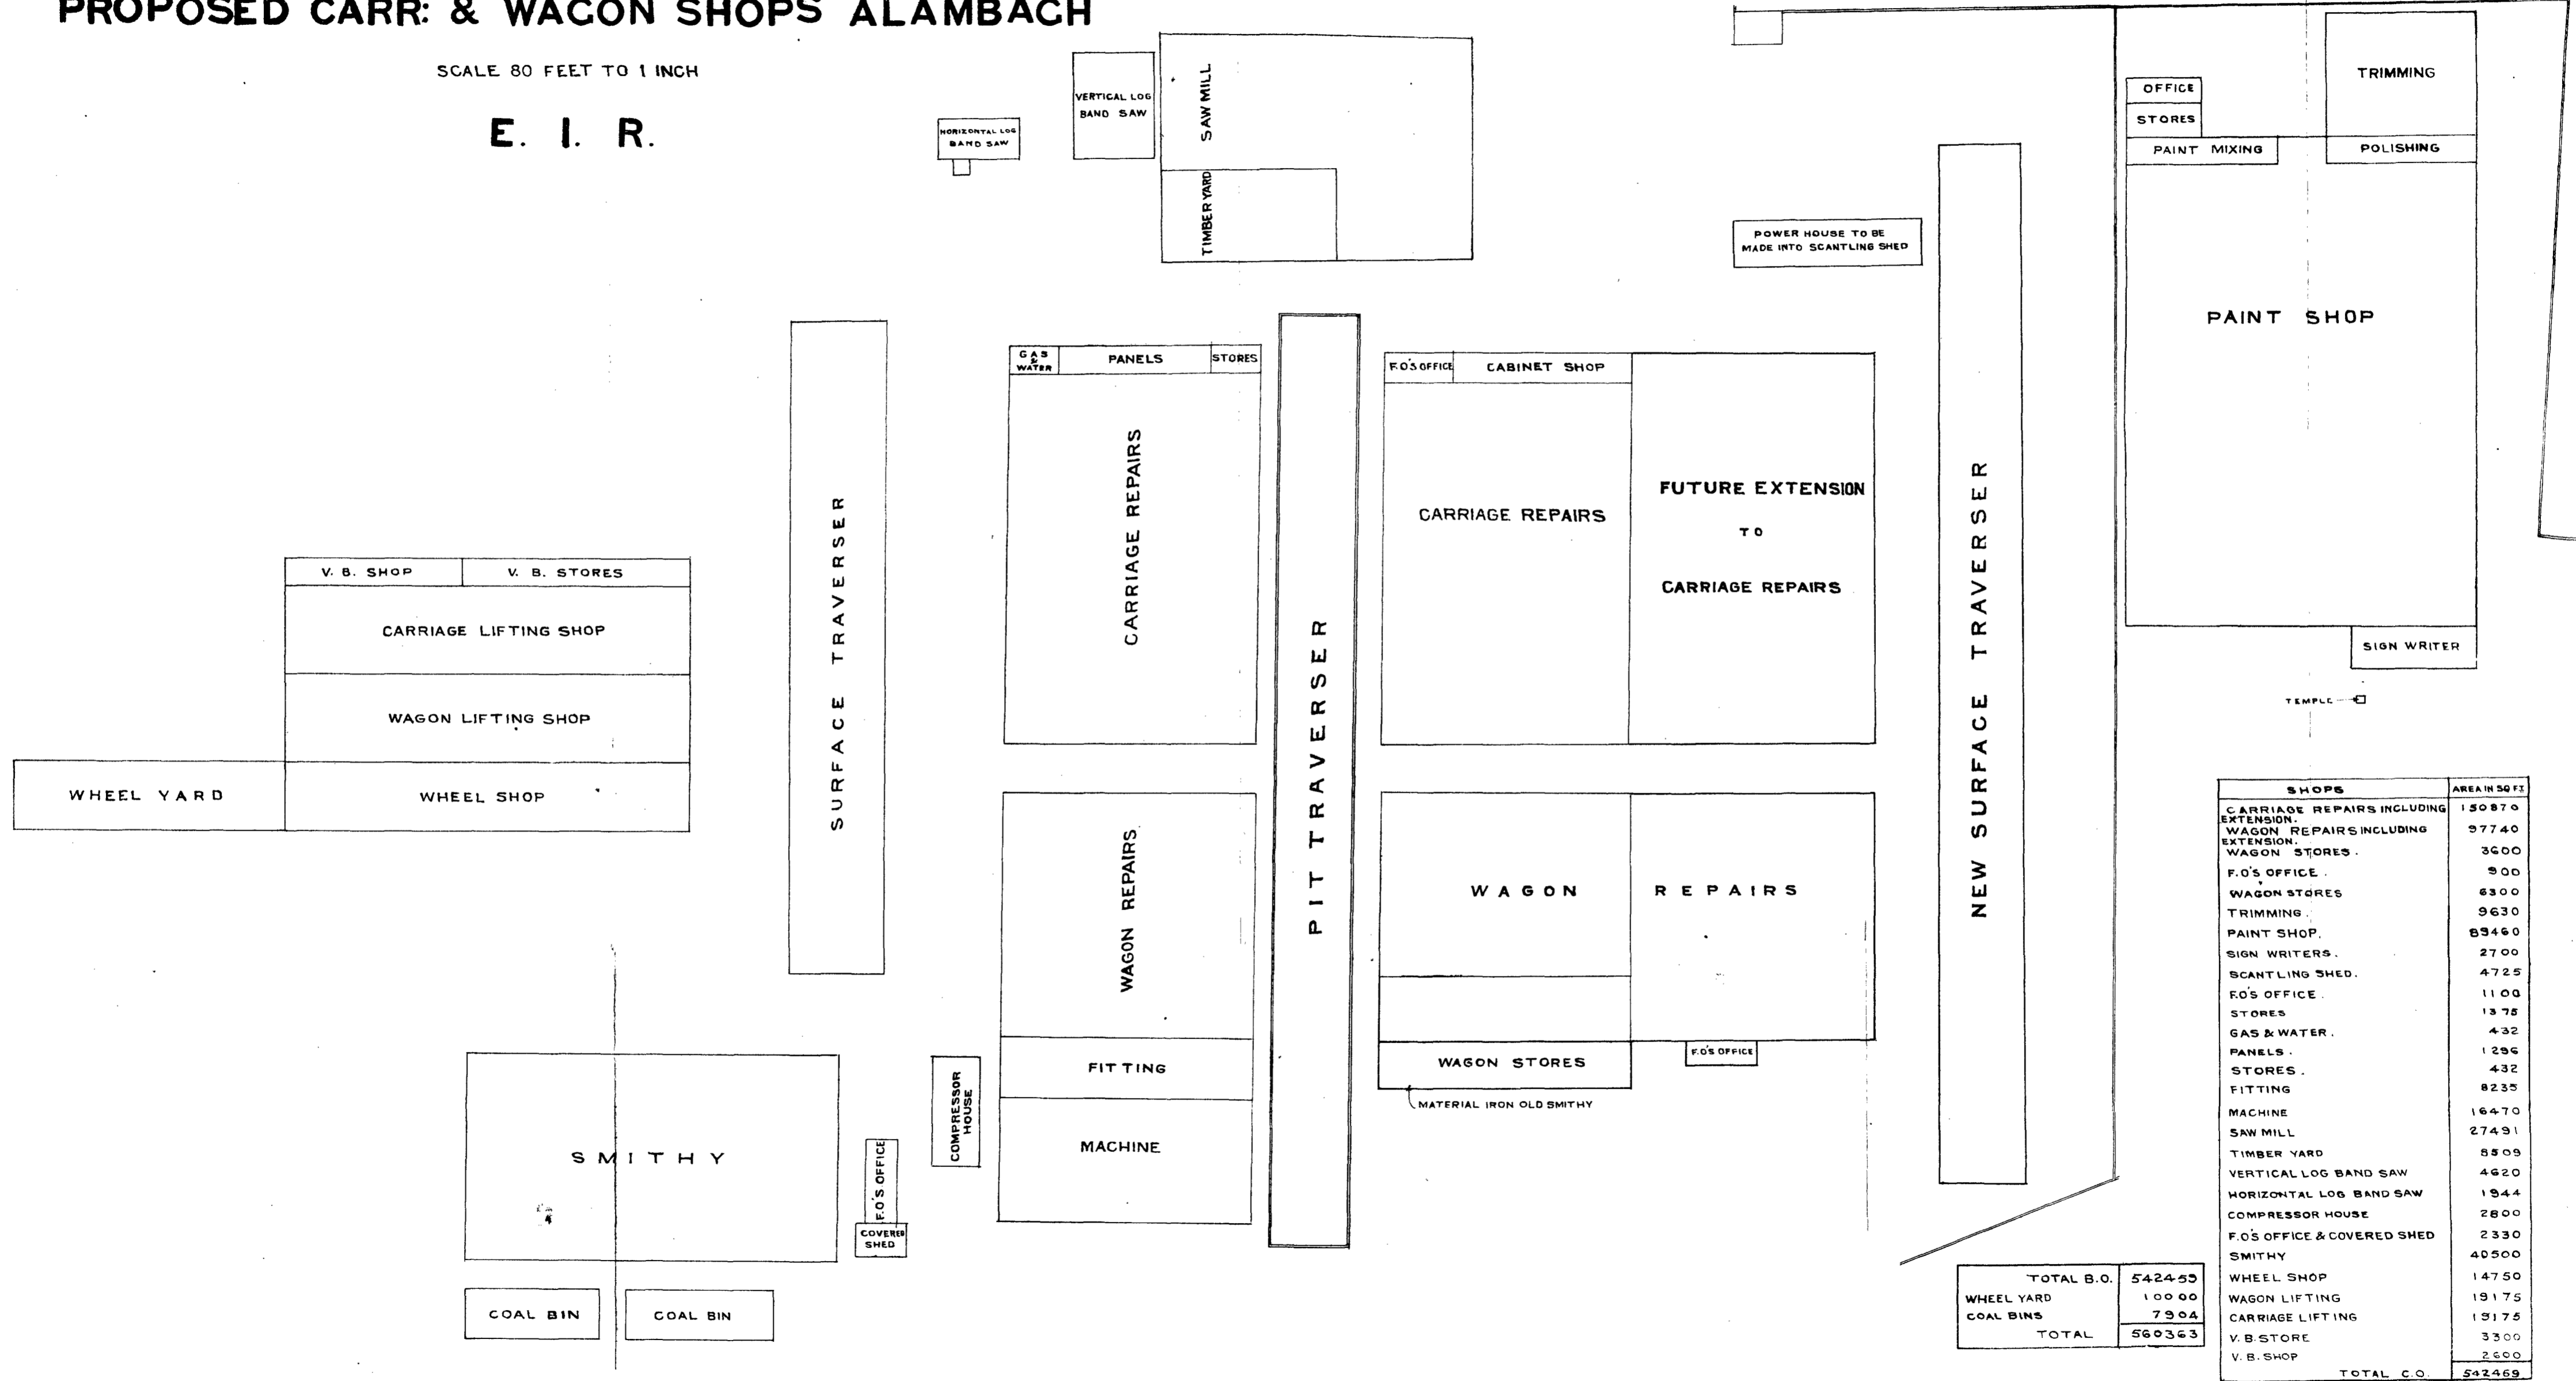 PROPOSED CARR: & WAGON SHOPS ALAMBAGH
SCALE 80 FEET TO 1 INCH
E. I. R.
HORIZONTAL LOG
BAND SAW
VERTICAL LOG
BAND SAW
SAW MILL
TIMBER YARD
POWER HOUSE TO BE
MADE INTO SCANTLING SHED
OFFICE
STORES
PAINT MIXING
TRIMMING
POLISHING
PAINT SHOP
SIGN WRITER
TEMPLE
V. B. SHOP
V. B. STORES
CARRIAGE LIFTING SHOP
WAGON LIFTING SHOP
WHEEL YARD
WHEEL SHOP
SURFACE TRAVERSER
GAS
&
WATER
PANELS
STORES
CARRIAGE REPAIRS
PIT TRAVERSER
F.O'S OFFICE
CABINET SHOP
CARRIAGE REPAIRS
FUTURE EXTENSION
TO
CARRIAGE REPAIRS
NEW SURFACE TRAVERSER
WAGON REPAIRS
FITTING
MACHINE
WAGON REPAIRS
WAGON STORES
F.O'S OFFICE
MATERIAL IRON OLD SMITHY
SMITHY
F.O'S OFFICE
COVERED
SHED
COMPRESSOR
HOUSE
COAL BIN
COAL BIN
TOTAL B.O. 542459
WHEEL YARD 10000
COAL BINS 7904
TOTAL 560363
SHOPS AREA IN SQ FT
CARRIAGE REPAIRS INCLUDING 150870
EXTENSION.
WAGON REPAIRS INCLUDING 97740
EXTENSION.
WAGON STORES. 3600
F.O'S OFFICE. 900
WAGON STORES 6300
TRIMMING. 9630
PAINT SHOP. 89460
SIGN WRITERS. 2700
SCANTLING SHED. 4725
F.O'S OFFICE. 1100
STORES 1375
GAS & WATER. 432
PANELS. 1296
STORES. 432
FITTING 8235
MACHINE 16470
SAW MILL 27491
TIMBER YARD 8509
VERTICAL LOG BAND SAW 4620
HORIZONTAL LOG BAND SAW 1944
COMPRESSOR HOUSE 2800
F.O'S OFFICE & COVERED SHED 2330
SMITHY 40500
WHEEL SHOP 14750
WAGON LIFTING 19175
CARRIAGE LIFTING 19175
V. B. STORE 3300
V. B. SHOP 2600
TOTAL C.O. 542469